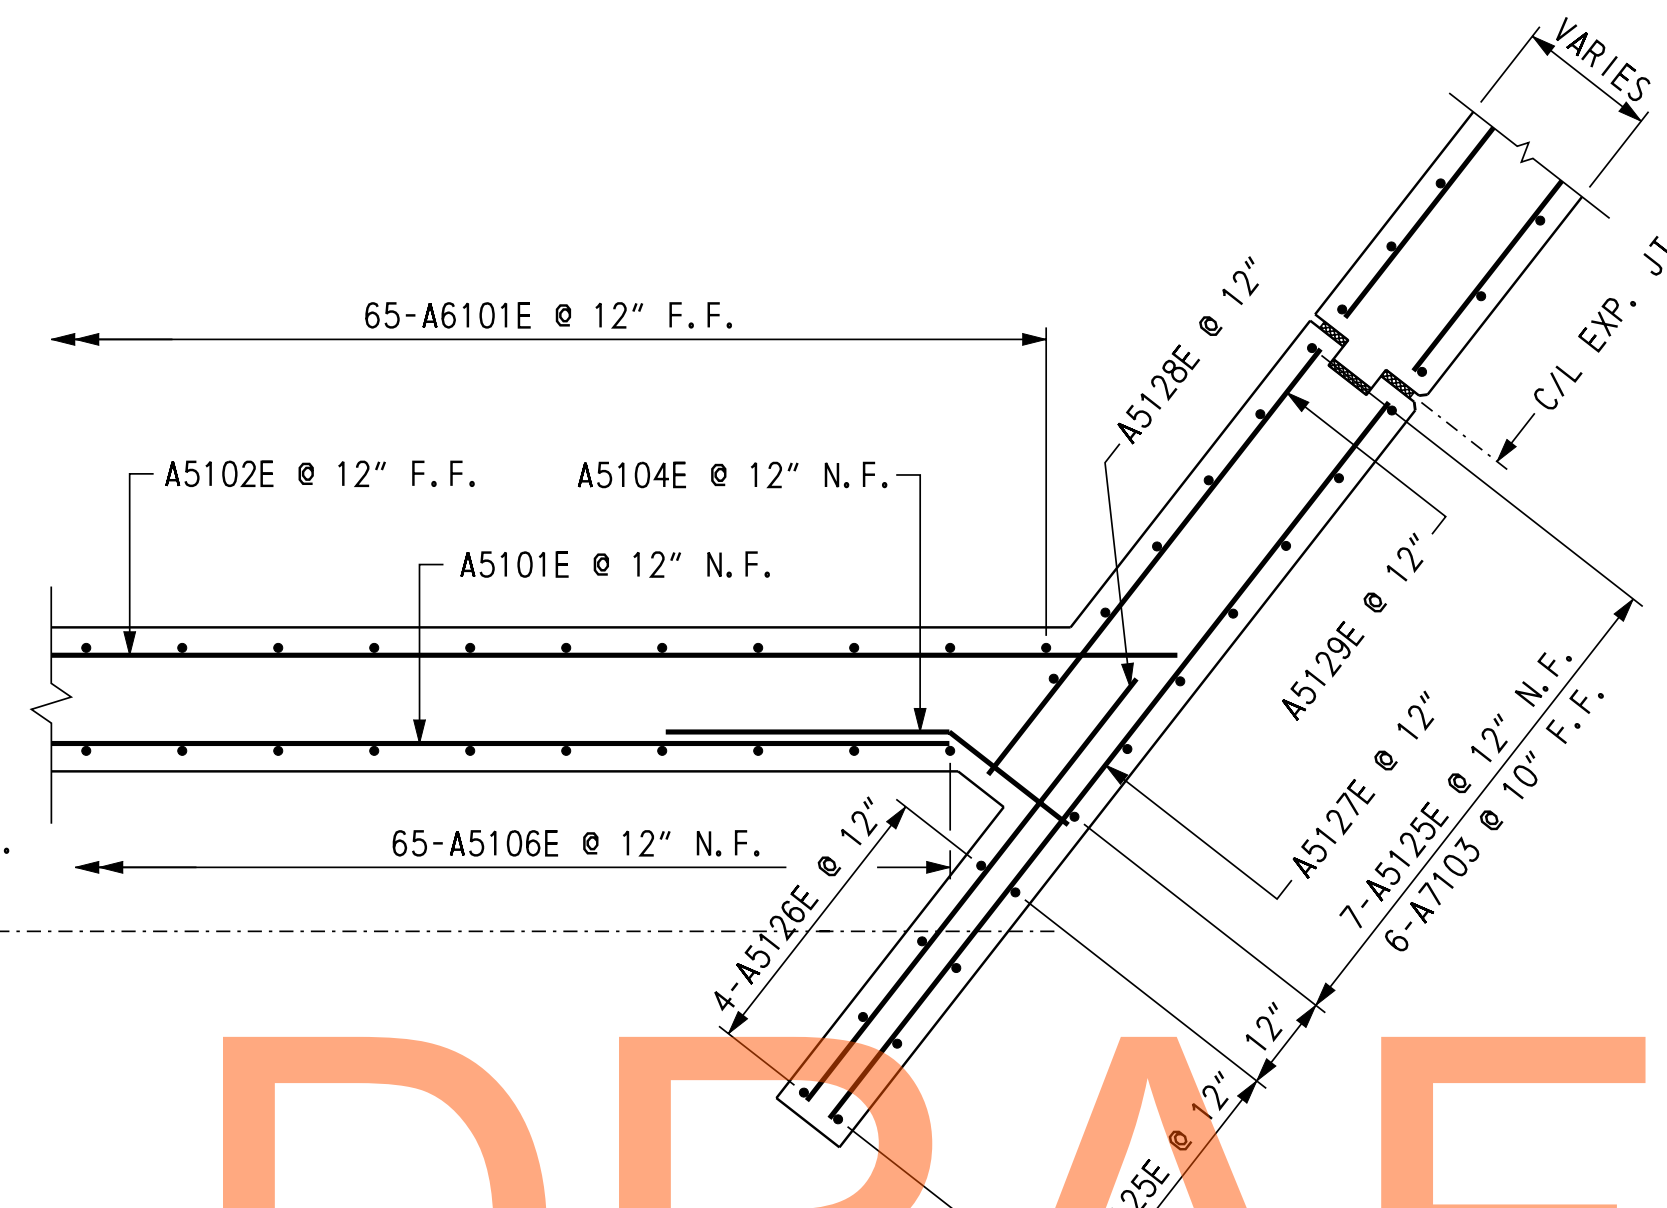 VARIES
65-A6101E @ 12" F.F.
A5128E @ 12"
C/L EXP. JT
A5102E @ 12" F.F.
A5104E @ 12" N.F.
A5101E @ 12" N.F.
A5129E @ 12"
A5127E @ 12"
7-A5125E @ 12" N.F.
6-A7103 @ 10" F.F.
65-A5106E @ 12" N.F.
4-A5126E @ 12"
12"
25E @ 12"
DRAF